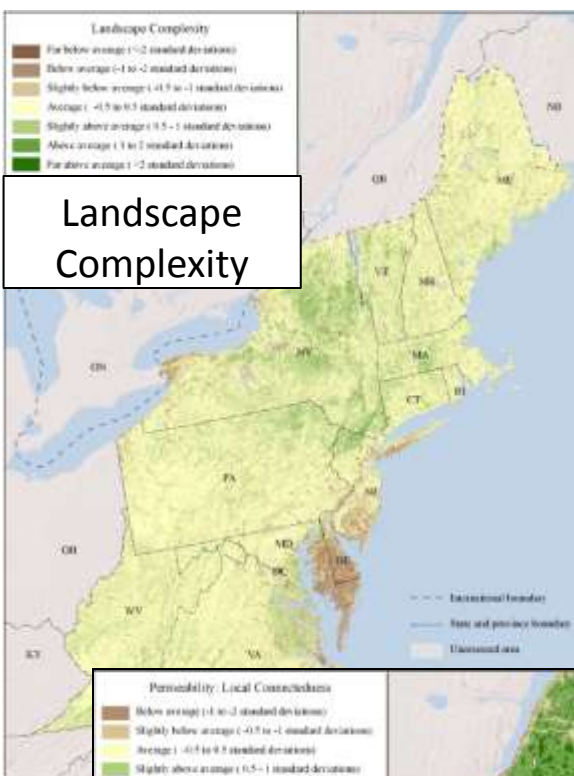 Landscape Complexity
Far below average (<-2 standard deviations)
Below average (-1 to -2 standard deviations)
Slightly below average (-0.5 to -1 standard deviations)
Average ( -0.5 to 0.5 standard deviations)
Slightly above average ( 0.5 - 1 standard deviations)
Above average ( 1 to 2 standard deviations)
Far above average ( >2 standard deviations)
Landscape
Complexity
NB
QB
ME
VT
NH
ON
NY
MA
CT
RI
PA
NJ
OH
MD
DE
DC
WV
KY
VA
International boundary
State and province boundary
Unassessed area
Permeability: Local Connectedness
Below average (-1 to -2 standard deviations)
Slightly below average (-0.5 to -1 standard deviations)
Average ( -0.5 to 0.5 standard deviations)
Slightly above average ( 0.5 - 1 standard deviations)